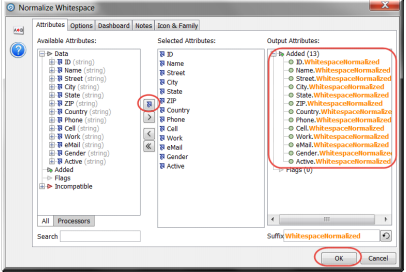 Normalize Whitespace
Attributes Options Dashboard Notes Icon & Family
Available Attributes:
Data
ID (string)
Name (string)
Street (string)
City (string)
State (string)
ZIP (string)
Country (string)
Phone (string)
Cell (string)
Work (string)
eMail (string)
Gender (string)
Active (string)
Added
Flags
Incompatible
All Processors
Search
Selected Attributes:
ID
Name
Street
City
State
ZIP
Country
Phone
Cell
Work
eMail
Gender
Active
Output Attributes:
Added (13)
ID.WhitespaceNormalized
Name.WhitespaceNormalized
Street.WhitespaceNormalized
City.WhitespaceNormalized
State.WhitespaceNormalized
ZIP.WhitespaceNormalized
Country.WhitespaceNormalized
Phone.WhitespaceNormalized
Cell.WhitespaceNormalized
Work.WhitespaceNormalized
eMail.WhitespaceNormalized
Gender.WhitespaceNormalized
Active.WhitespaceNormalized
Flags (0)
Suffix WhitespaceNormalized
OK Cancel